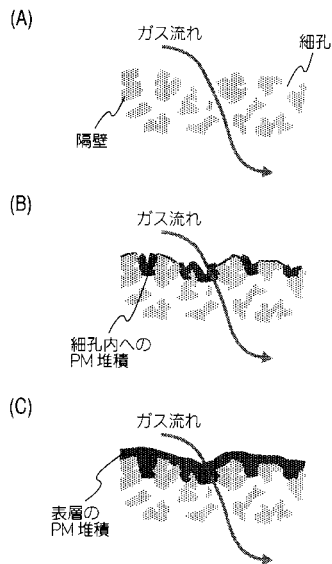 (A)
ガス流れ
細孔
隔壁
(B)
ガス流れ
細孔内への
PM 堆積
(C)
ガス流れ
表層の
PM 堆積